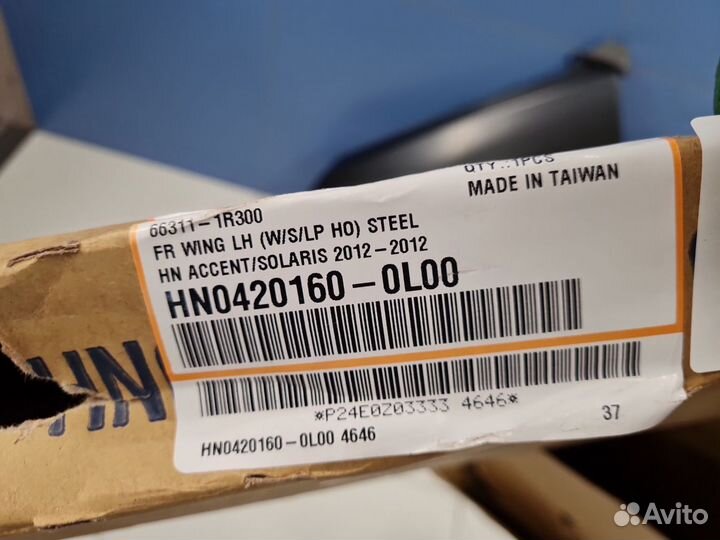 QTY.:1PCS
MADE IN TAIWAN
66311-1R300
FR WING LH (W/S/LP HO) STEEL
HN ACCENT/SOLARIS 2012-2012
HN0420160-0L00
*P24E0Z03333 4646*
HN0420160-0L00 4646
37
HN
Avito